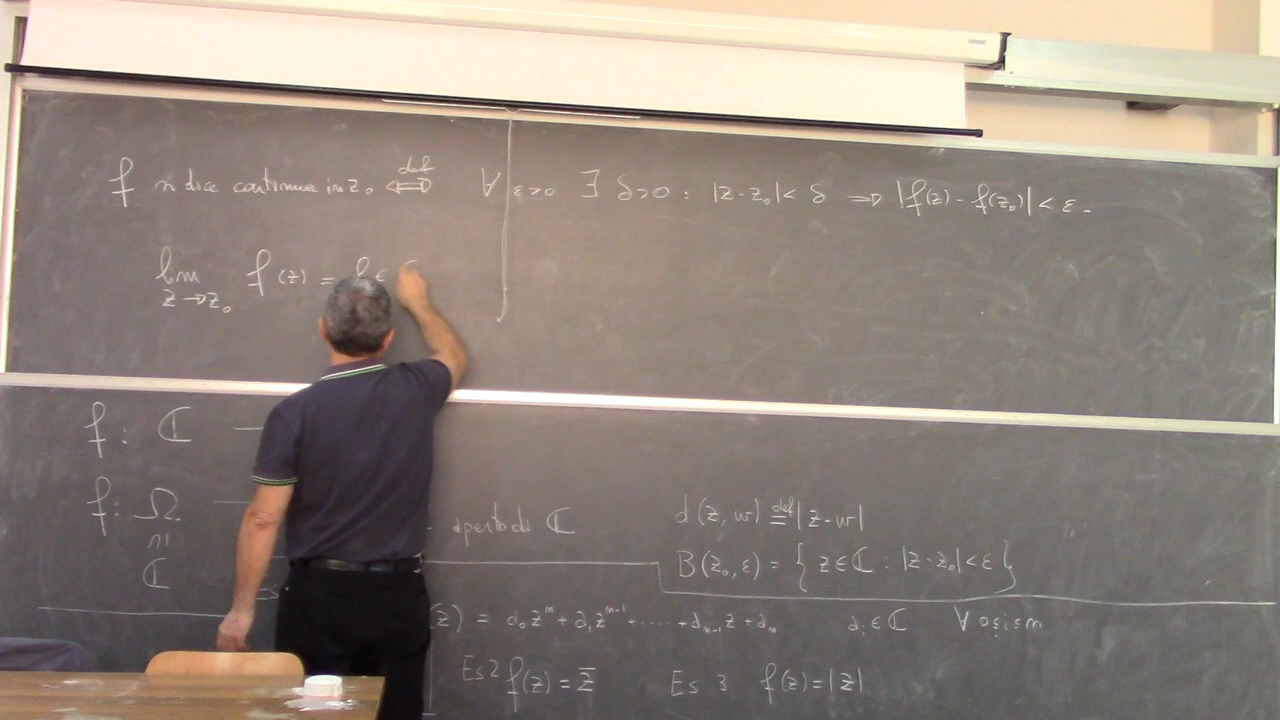 f si dice continua in z₀ ⟺ def ∀ ε>0 ∃ δ>0 : |z-z₀| < δ ⟹ |f(z) - f(z₀)| < ε.
lim z→z₀ f(z) = ℓ ∈
f : ℂ —
f : Ω —
∩|
ℂ
aperto di ℂ
d(z, w) ≝ |z-w|
B(z₀, ε) = { z∈ℂ : |z-z₀| < ε }
Es.
(z) = a₀zⁿ + a₁zⁿ⁻¹ + ..... + aₙ₋₁z + aₙ aᵢ ∈ ℂ ∀ 0≤i≤n
Es 2 f(z) = z̅ Es 3 f(z) = |z|